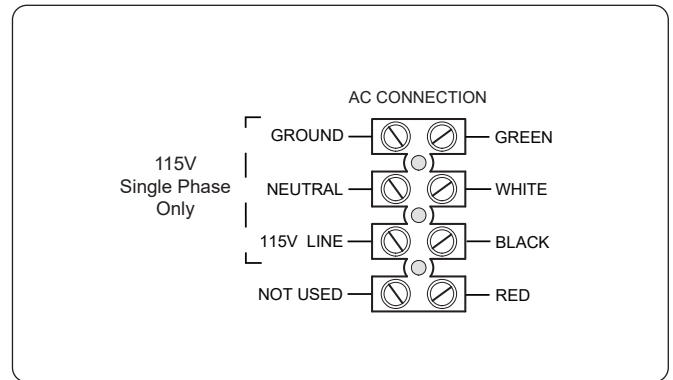 AC CONNECTION
GROUND
GREEN
115V
Single Phase
Only
NEUTRAL
WHITE
115V LINE
BLACK
NOT USED
RED